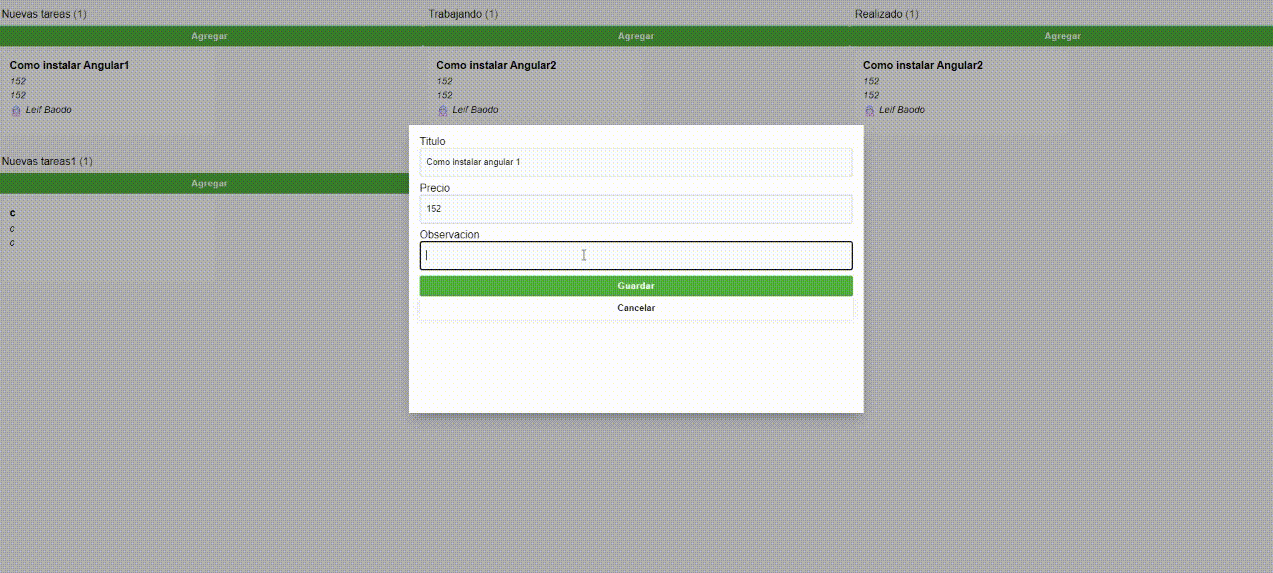 Nuevas tareas (1)
Trabajando (1)
Realizado (1)
Agregar
Agregar
Agregar
Como instalar Angular1
152
152
Leif Baodo
Como instalar Angular2
152
152
Leif Baodo
Como instalar Angular2
152
152
Leif Baodo
Nuevas tareas1 (1)
Agregar
c
c
c
Titulo
Como instalar angular 1
Precio
152
Observacion
Guardar
Cancelar